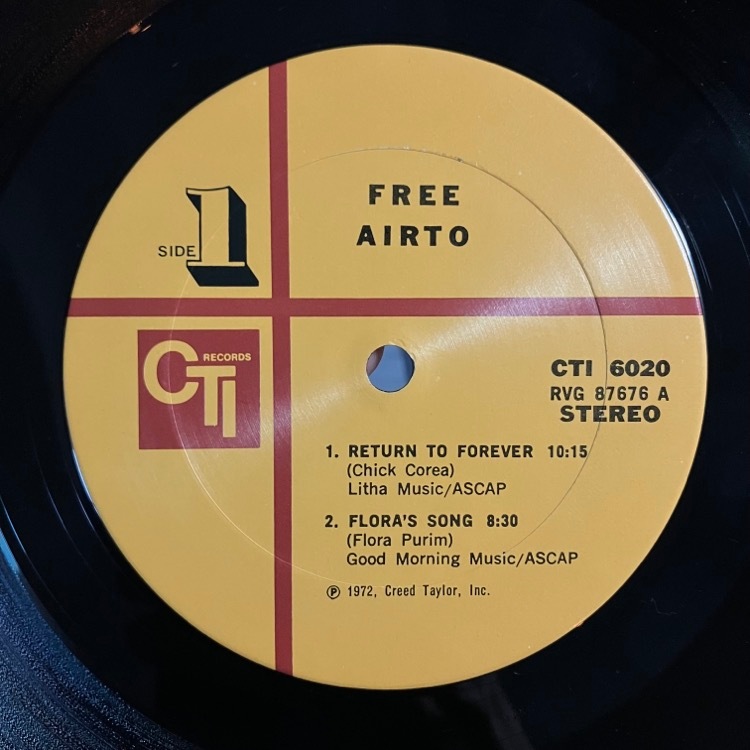 FREE
AIRTO
SIDE 1
CTI RECORDS
CTI 6020
RVG 87676 A
STEREO
1. RETURN TO FOREVER 10:15
(Chick Corea)
Litha Music/ASCAP
2. FLORA'S SONG 8:30
(Flora Purim)
Good Morning Music/ASCAP
℗ 1972, Creed Taylor, Inc.